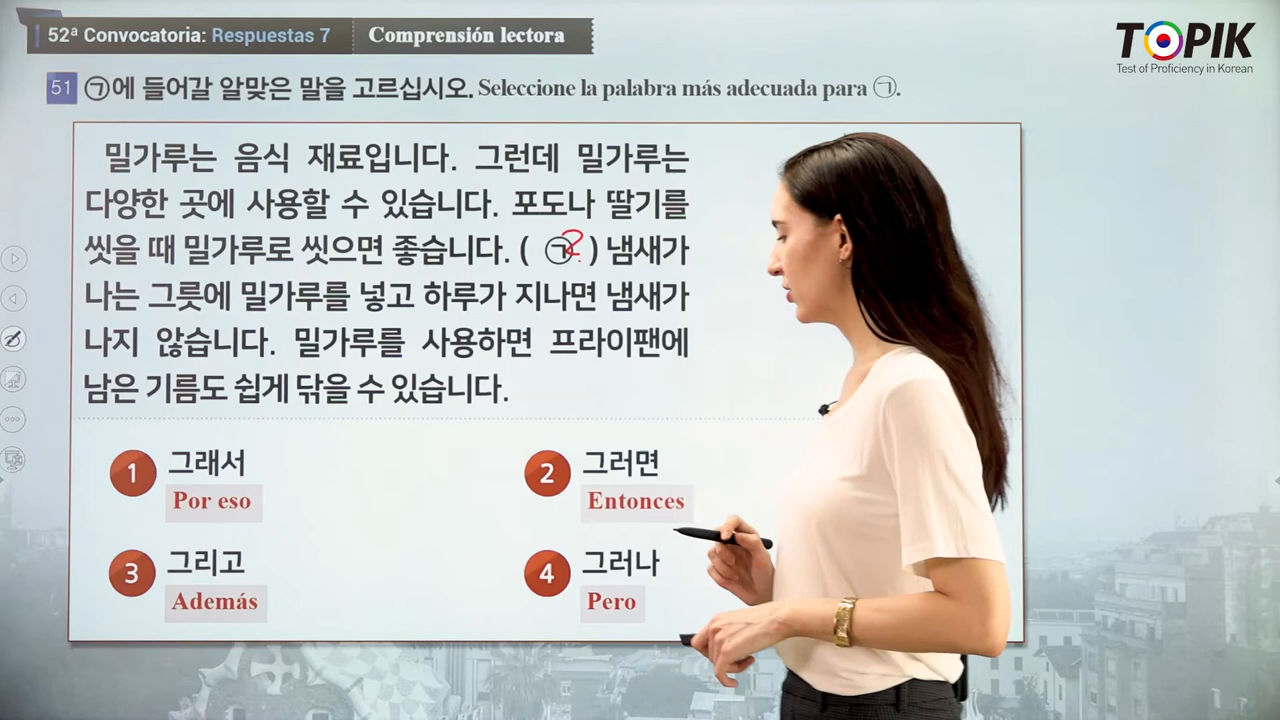 52ª Convocatoria: Respuestas 7 Comprensión lectora
TOPIK
Test of Proficiency in Korean
51 ㉠에 들어갈 알맞은 말을 고르십시오. Seleccione la palabra más adecuada para ㉠.
밀가루는 음식 재료입니다. 그런데 밀가루는
다양한 곳에 사용할 수 있습니다. 포도나 딸기를
씻을 때 밀가루로 씻으면 좋습니다. ( ㉠ ? ) 냄새가
나는 그릇에 밀가루를 넣고 하루가 지나면 냄새가
나지 않습니다. 밀가루를 사용하면 프라이팬에
남은 기름도 쉽게 닦을 수 있습니다.
1 그래서
Por eso
2 그러면
Entonces
3 그리고
Además
4 그러나
Pero